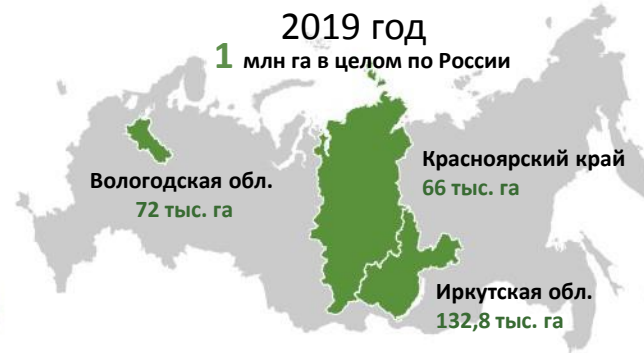 2019 год
1 млн га в целом по России
Вологодская обл.
72 тыс. га
Красноярский край
66 тыс. га
Иркутская обл.
132,8 тыс. га